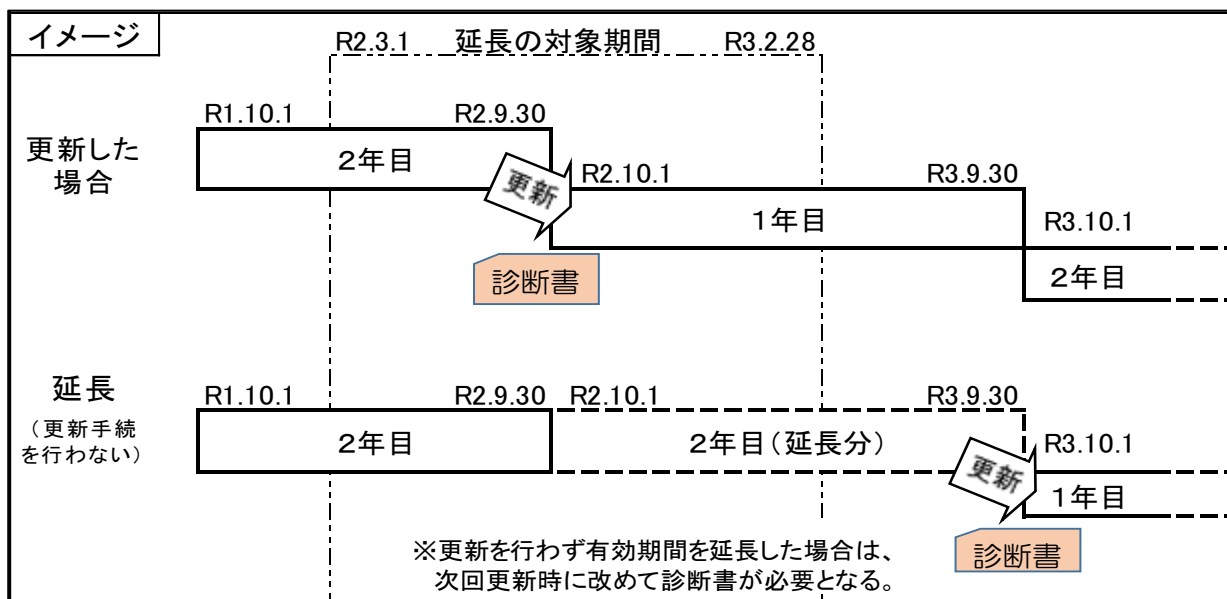 イメージ
R2.3.1 延長の対象期間 R3.2.28
更新した
場合
R1.10.1 R2.9.30
2年目
更新
R2.10.1 R3.9.30
1年目
R3.10.1
2年目
診断書
延長
(更新手続
を行わない)
R1.10.1 R2.9.30 R2.10.1 R3.9.30
2年目 2年目(延長分)
更新
R3.10.1
1年目
診断書
※更新を行わず有効期間を延長した場合は、
次回更新時に改めて診断書が必要となる。